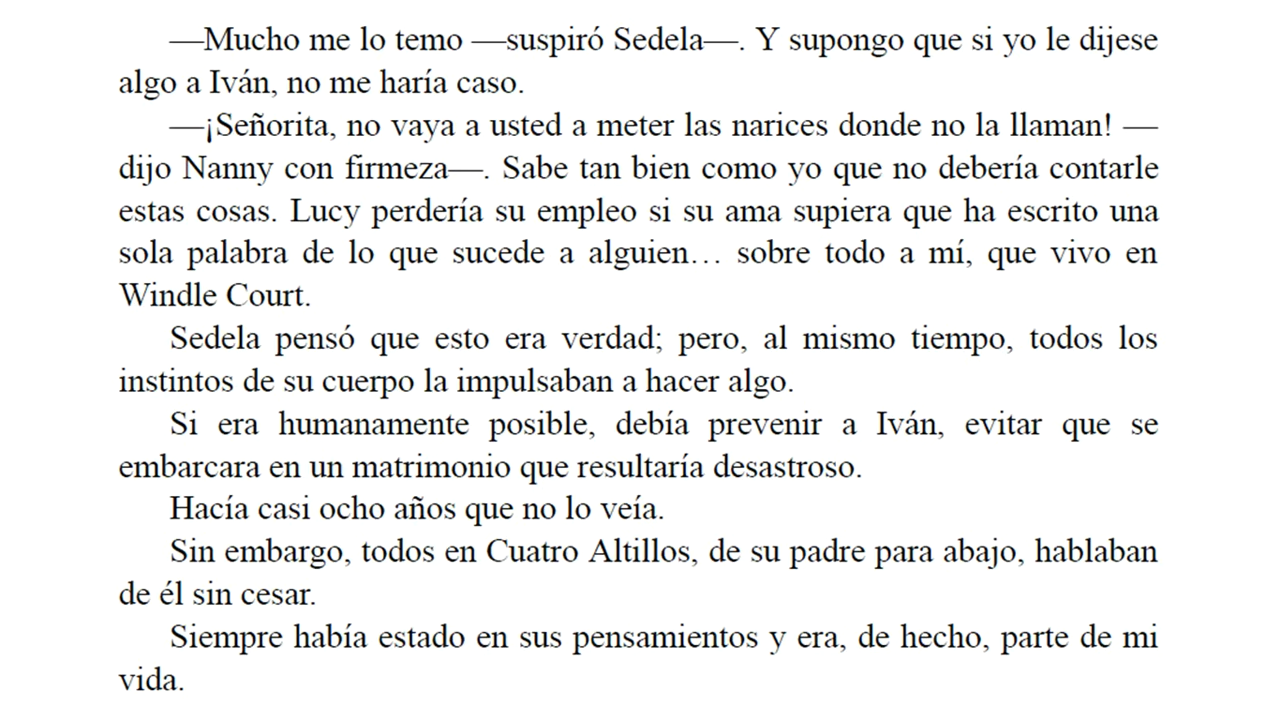 —Mucho me lo temo —suspiró Sedela—. Y supongo que si yo le dijese
algo a Iván, no me haría caso.
—¡Señorita, no vaya a usted a meter las narices donde no la llaman! —
dijo Nanny con firmeza—. Sabe tan bien como yo que no debería contarle
estas cosas. Lucy perdería su empleo si su ama supiera que ha escrito una
sola palabra de lo que sucede a alguien… sobre todo a mí, que vivo en
Windle Court.
Sedela pensó que esto era verdad; pero, al mismo tiempo, todos los
instintos de su cuerpo la impulsaban a hacer algo.
Si era humanamente posible, debía prevenir a Iván, evitar que se
embarcara en un matrimonio que resultaría desastroso.
Hacía casi ocho años que no lo veía.
Sin embargo, todos en Cuatro Altillos, de su padre para abajo, hablaban
de él sin cesar.
Siempre había estado en sus pensamientos y era, de hecho, parte de mi
vida.